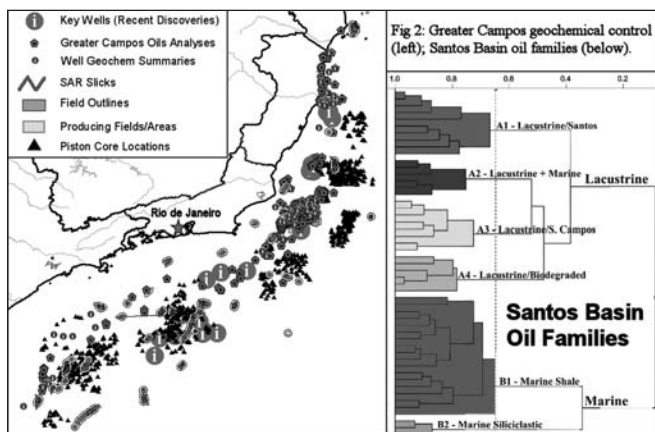 Key Wells (Recent Discoveries)
Greater Campos Oils Analyses
Well Geochem Summaries
SAR Slicks
Field Outlines
Producing Fields/Areas
Piston Core Locations
Rio de Janeiro
Fig 2: Greater Campos geochemical control
(left); Santos Basin oil families (below).
1.0 0.8 0.6 0.4 0.2
A1 - Lacustrine/Santos
A2 - Lacustrine + Marine
Lacustrine
A3 - Lacustrine/S. Campos
A4 - Lacustrine/Biodegraded
Santos Basin
Oil Families
B1 - Marine Shale
Marine
B2 - Marine Siliciclastic